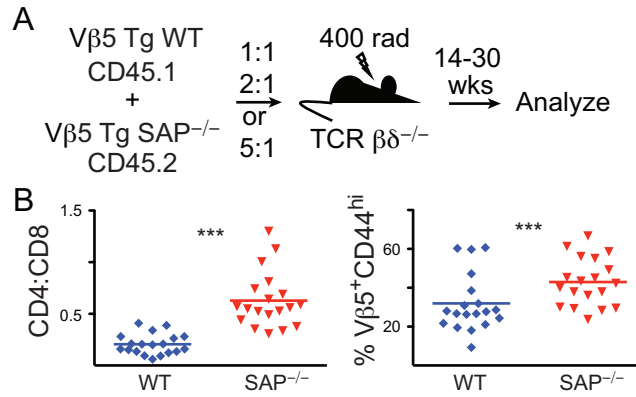 A
Vβ5 Tg WT
CD45.1
+
Vβ5 Tg SAP⁻/⁻
CD45.2
1:1
2:1
or
5:1
400 rad
TCR βδ⁻/⁻
14-30
wks
Analyze
B
CD4:CD8
1.5
0.5
***
WT
SAP⁻/⁻
% Vβ5⁺CD44ʰⁱ
60
20
***
WT
SAP⁻/⁻